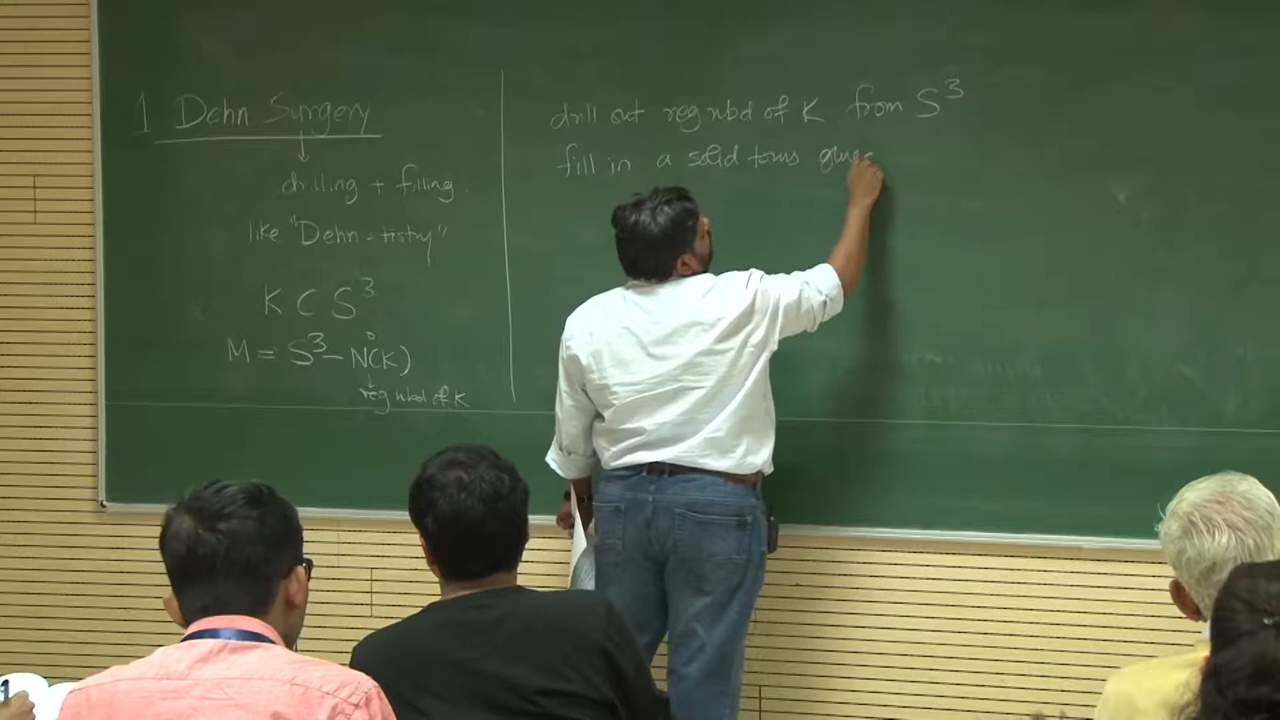 1 Dehn Surgery
↓
drilling + filling.
like "Dehn-tistry"
K ⊂ S³
M = S³ - N̊(K)
↓
reg nbd of K
drill out reg nbd of K from S³
fill in a solid torus glues